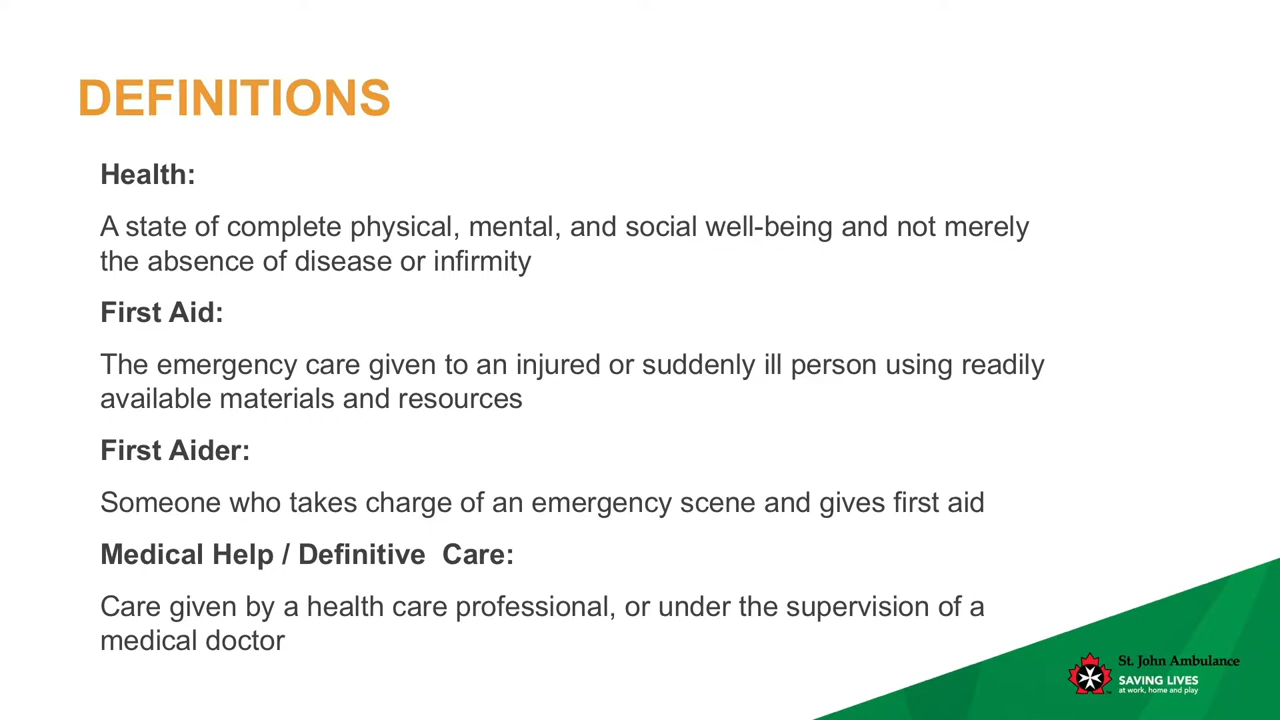 DEFINITIONS
Health:
A state of complete physical, mental, and social well-being and not merely
the absence of disease or infirmity
First Aid:
The emergency care given to an injured or suddenly ill person using readily
available materials and resources
First Aider:
Someone who takes charge of an emergency scene and gives first aid
Medical Help / Definitive  Care:
Care given by a health care professional, or under the supervision of a
medical doctor
St. John Ambulance
SAVING LIVES
at work, home and play